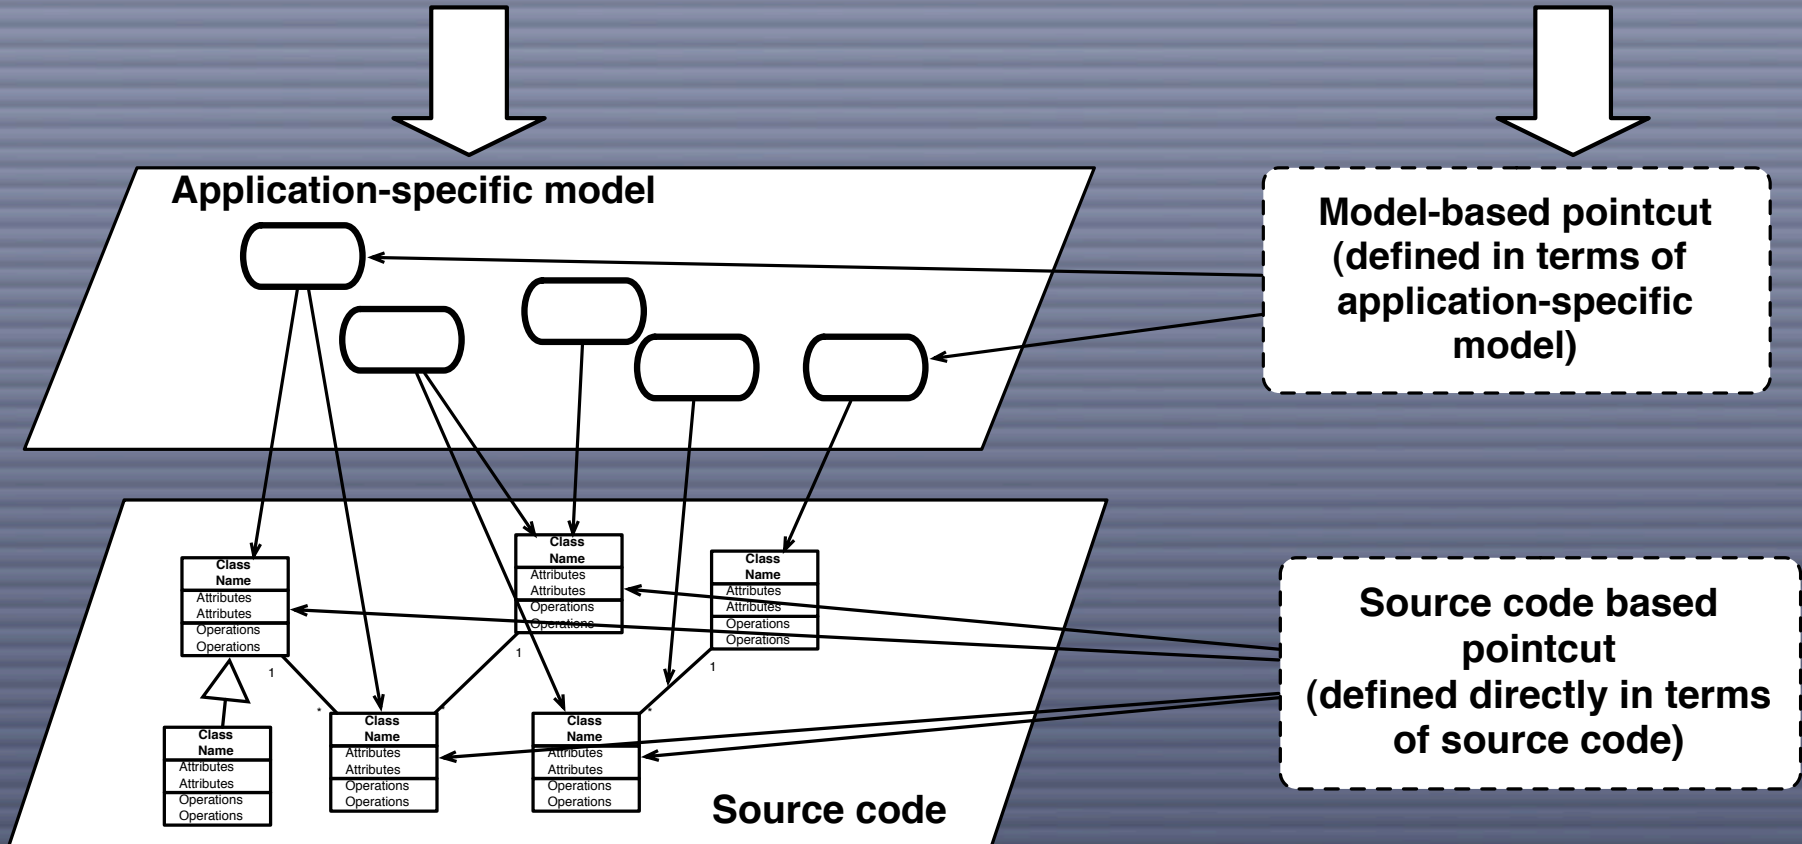 Application-specific model
Model-based pointcut
(defined in terms of
application-specific
model)
Class
Name
Attributes
Attributes
Operations
Operations
Class
Name
Attributes
Attributes
Operations
Operations
Class
Name
Attributes
Attributes
Operations
Operations
1
1
1
*
*
*
Class
Name
Attributes
Attributes
Operations
Operations
Class
Name
Attributes
Attributes
Operations
Operations
Class
Name
Attributes
Attributes
Operations
Operations
Source code
Source code based
pointcut
(defined directly in terms
of source code)